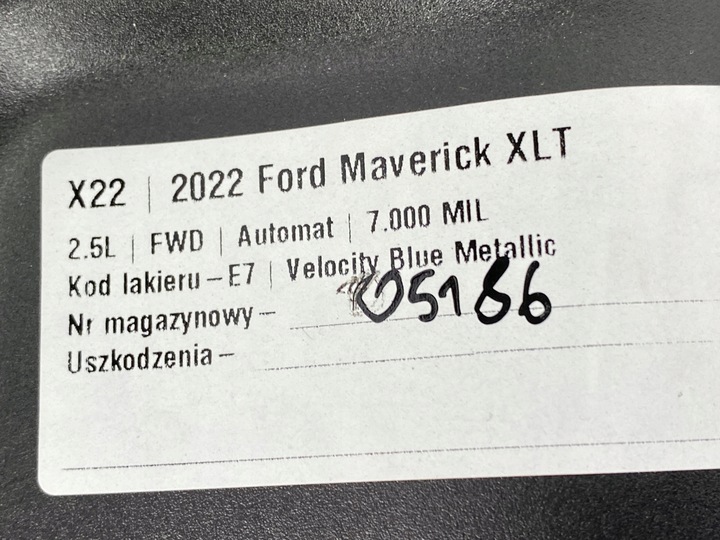 X22 | 2022 Ford Maverick XLT
2.5L | FWD | Automat | 7.000 MIL
Kod lakieru – E7 | Velocity Blue Metallic
Nr magazynowy – 05186
Uszkodzenia –